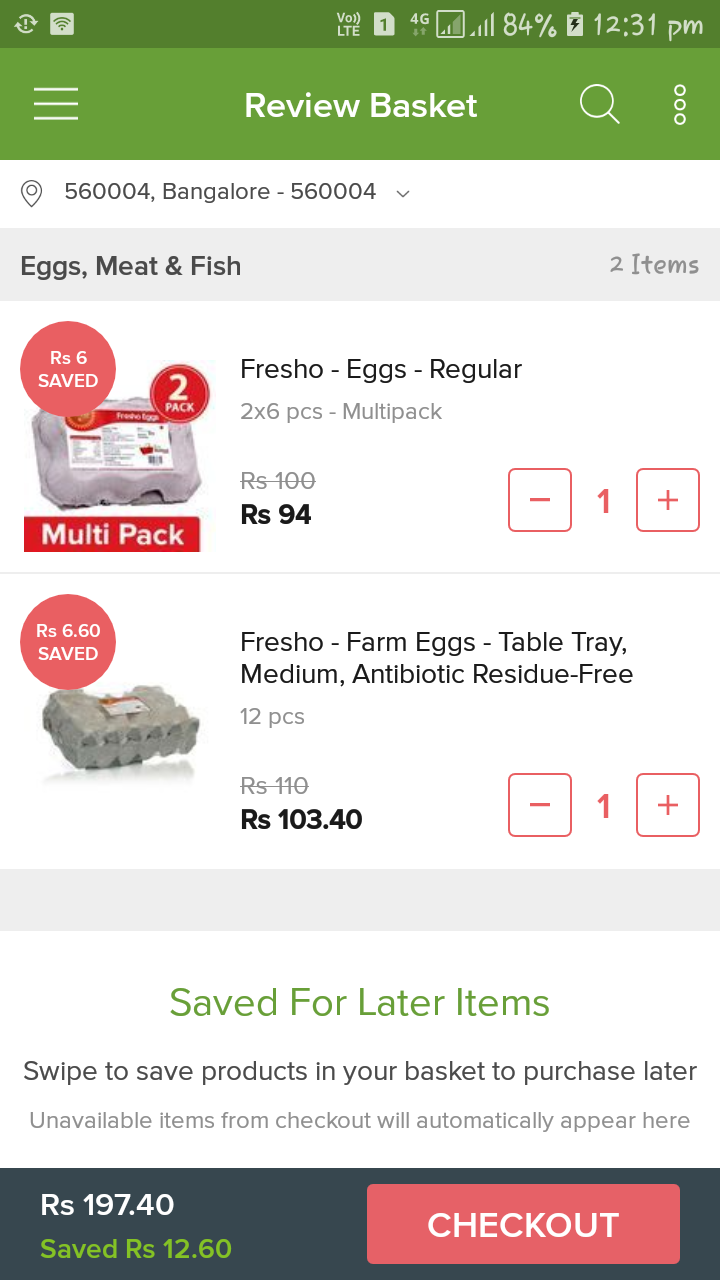 Vo))
LTE
1
4G
84%
12:31 pm
Review Basket
560004, Bangalore - 560004
Eggs, Meat & Fish
2 Items
Rs 6
SAVED
2
PACK
Fresho Eggs
Multi Pack
Fresho - Eggs - Regular
2x6 pcs - Multipack
Rs 100
Rs 94
1
Rs 6.60
SAVED
Fresho - Farm Eggs - Table Tray,
Medium, Antibiotic Residue-Free
12 pcs
Rs 110
Rs 103.40
1
Saved For Later Items
Swipe to save products in your basket to purchase later
Unavailable items from checkout will automatically appear here
Rs 197.40
Saved Rs 12.60
CHECKOUT